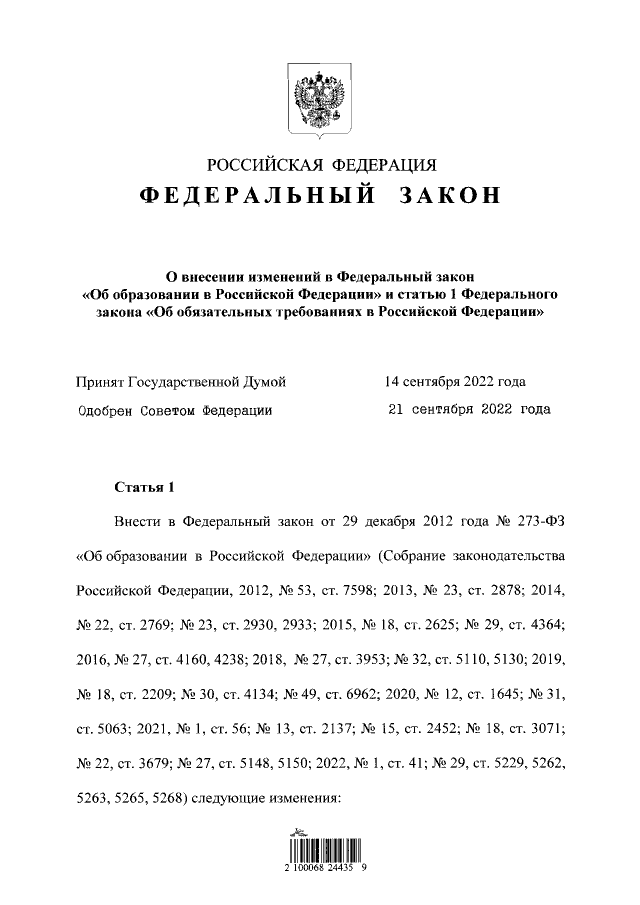 РОССИЙСКАЯ ФЕДЕРАЦИЯ
ФЕДЕРАЛЬНЫЙ ЗАКОН
О внесении изменений в Федеральный закон
«Об образовании в Российской Федерации» и статью 1 Федерального
закона «Об обязательных требованиях в Российской Федерации»
Принят Государственной Думой 14 сентября 2022 года
Одобрен Советом Федерации 21 сентября 2022 года
Статья 1
Внести в Федеральный закон от 29 декабря 2012 года № 273-ФЗ
«Об образовании в Российской Федерации» (Собрание законодательства
Российской Федерации, 2012, № 53, ст. 7598; 2013, № 23, ст. 2878; 2014,
№ 22, ст. 2769; № 23, ст. 2930, 2933; 2015, № 18, ст. 2625; № 29, ст. 4364;
2016, № 27, ст. 4160, 4238; 2018, № 27, ст. 3953; № 32, ст. 5110, 5130; 2019,
№ 18, ст. 2209; № 30, ст. 4134; № 49, ст. 6962; 2020, № 12, ст. 1645; № 31,
ст. 5063; 2021, № 1, ст. 56; № 13, ст. 2137; № 15, ст. 2452; № 18, ст. 3071;
№ 22, ст. 3679; № 27, ст. 5148, 5150; 2022, № 1, ст. 41; № 29, ст. 5229, 5262,
5263, 5265, 5268) следующие изменения:
2 100068 24435 9